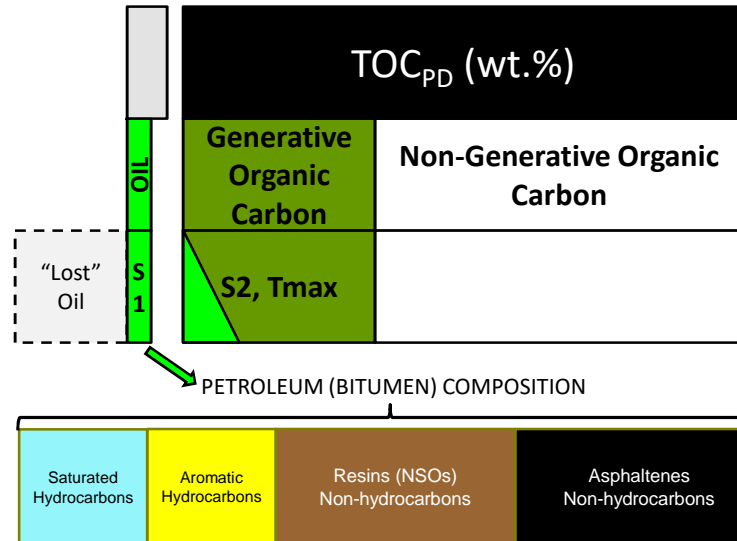 TOCPD (wt.%)
OIL
Generative
Organic
Carbon
Non-Generative Organic
Carbon
“Lost”
Oil
S
1
S2, Tmax
PETROLEUM (BITUMEN) COMPOSITION
Saturated
Hydrocarbons
Aromatic
Hydrocarbons
Resins (NSOs)
Non-hydrocarbons
Asphaltenes
Non-hydrocarbons